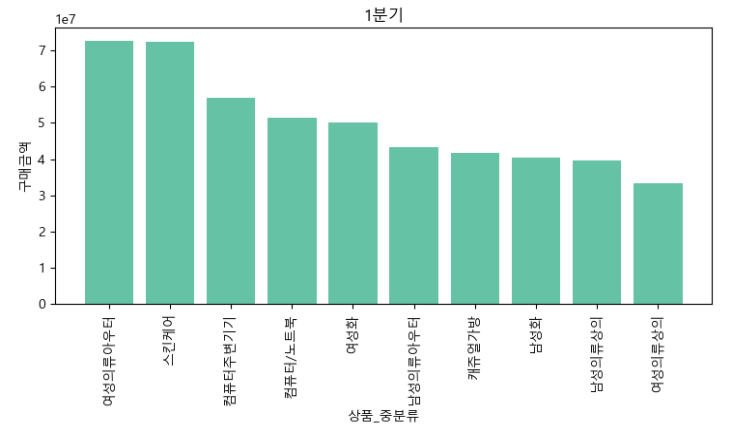 1분기
1e7
구매금액
7
6
5
4
3
2
1
0
여성의류아우터
스킨케어
컴퓨터주변기기
컴퓨터/노트북
여성화
남성의류아우터
캐쥬얼가방
남성화
남성의류상의
여성의류상의
상품_중분류